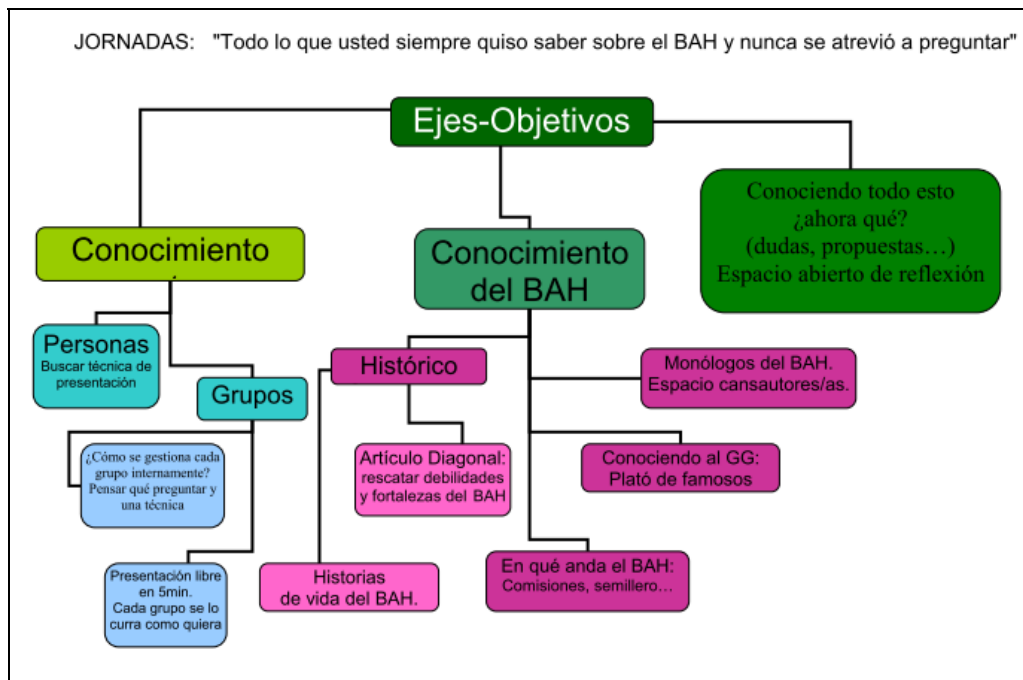 JORNADAS: "Todo lo que usted siempre quiso saber sobre el BAH y nunca se atrevió a preguntar"
Ejes-Objetivos
Conocimiento
Personas
Buscar técnica de
presentación
Grupos
¿Cómo se gestiona cada
grupo internamente?
Pensar qué preguntar y
una técnica
Presentación libre
en 5min.
Cada grupo se lo
curra como quiera
Conocimiento
del BAH
Histórico
Artículo Diagonal:
rescatar debilidades
y fortalezas del BAH
Historias
de vida del BAH.
Monólogos del BAH.
Espacio cansautores/as.
Conociendo al GG:
Plató de famosos
En qué anda el BAH:
Comisiones, semillero...
Conociendo todo esto
¿ahora qué?
(dudas, propuestas…)
Espacio abierto de reflexión